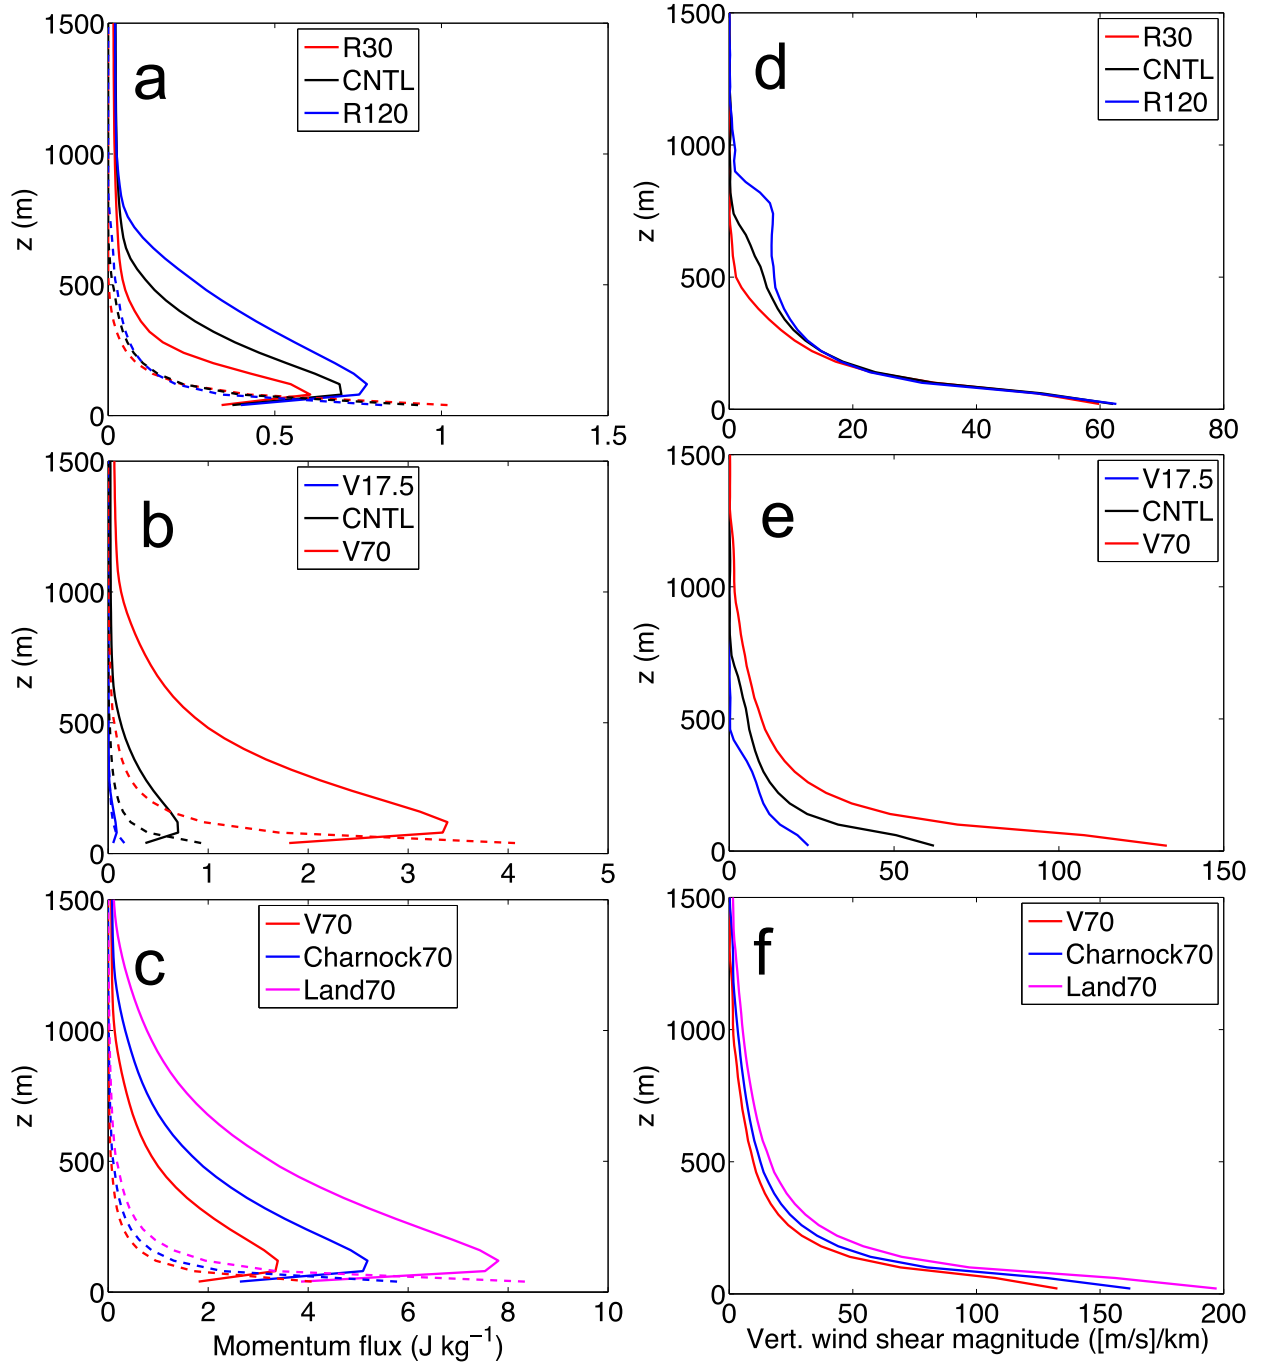 a
R30
CNTL
R120
1500
1000
500
0
z (m)
0
0.5
1
1.5
d
R30
CNTL
R120
1500
1000
500
0
z (m)
0
20
40
60
80
b
V17.5
CNTL
V70
1500
1000
500
0
z (m)
0
1
2
3
4
5
e
V17.5
CNTL
V70
1500
1000
500
0
z (m)
0
50
100
150
c
V70
Charnock70
Land70
1500
1000
500
0
z (m)
0
2
4
6
8
10
Momentum flux (J kg⁻¹)
f
V70
Charnock70
Land70
1500
1000
500
0
z (m)
0
50
100
150
200
Vert. wind shear magnitude ([m/s]/km)